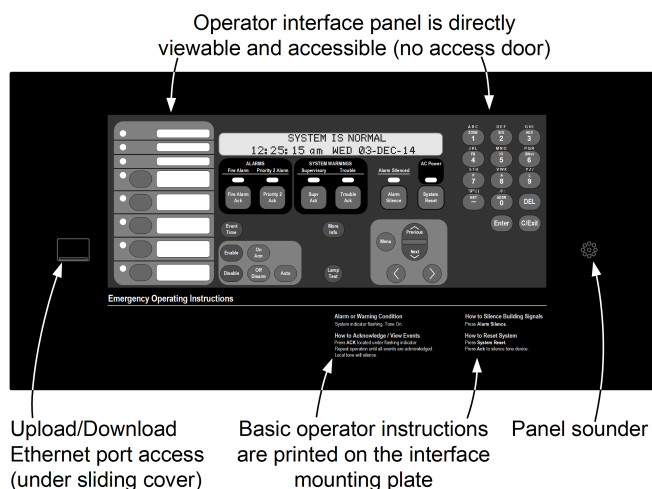 Operator interface panel is directly
viewable and accessible (no access door)
SYSTEM IS NORMAL
12:25:15 am WED 03-DEC-14
ALARMS
Fire Alarm Priority 2 Alarm
SYSTEM WARNINGS
Supervisory Trouble
Alarm Silenced
AC Power
Fire Alarm
Ack
Priority 2
Ack
Supv
Ack
Trouble
Ack
Alarm
Silence
System
Reset
Event
Time
More
Info
Enable
On
Arm
Disable
Off
Disarm
Auto
Lamp
Test
Menu
Previous
Next
A B C
ZONE
1
D E F
SIG
2
G H I
AUX
3
J K L
FB
4
M N O
IO
5
P Q R
6
S T U
P
7
V W X
A
8
Y Z /
L
9
NET
ADDR
0
DEL
Enter
C/Exit
Emergency Operating Instructions
Alarm or Warning Condition
System indicator flashing. Tone On.
How to Acknowledge / View Events
Press ACK located under flashing indicator.
Repeat operation until all events are acknowledged.
Local tone will silence.
How to Silence Building Signals
Press Alarm Silence.
How to Reset System
Press System Reset.
Press Ack to silence tone device.
Upload/Download
Ethernet port access
(under sliding cover)
Basic operator instructions
are printed on the interface
mounting plate
Panel sounder